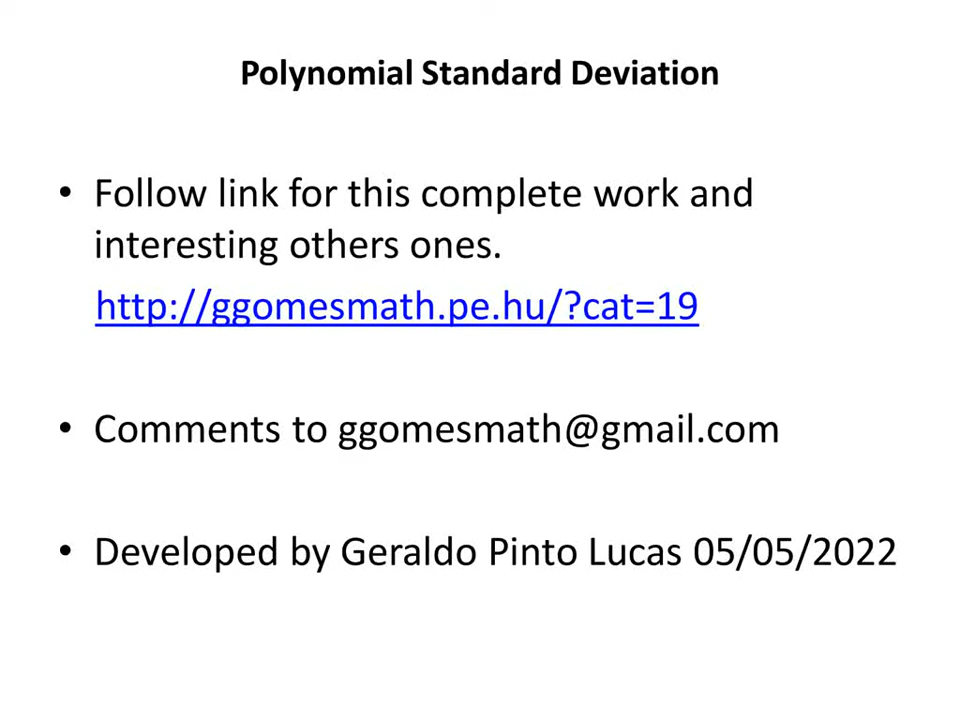 Polynomial Standard Deviation
• Follow link for this complete work and
interesting others ones.
http://ggomesmath.pe.hu/?cat=19
• Comments to ggomesmath@gmail.com
• Developed by Geraldo Pinto Lucas 05/05/2022